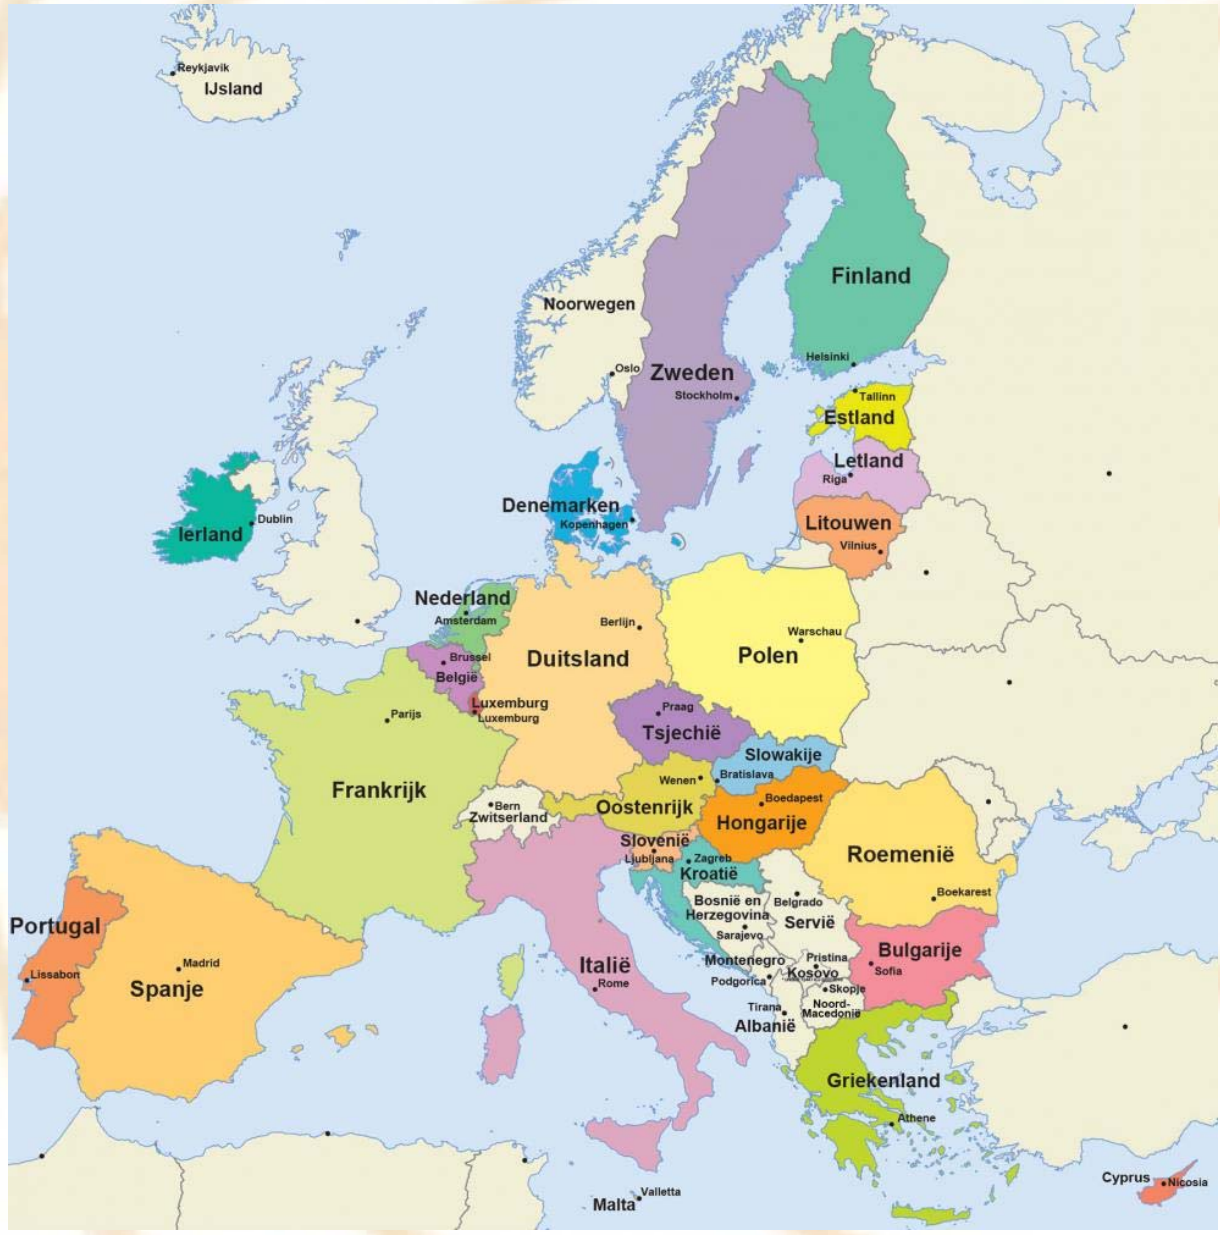 Reykjavik
IJsland
Noorwegen
Oslo
Finland
Helsinki
Zweden
Stockholm
Tallinn
Estland
Letland
Riga
Litouwen
Vilnius
Denemarken
Kopenhagen
Dublin
Ierland
Nederland
Amsterdam
Berlijn
Duitsland
Warschau
Polen
Brussel
België
Luxemburg
Luxemburg
Parijs
Frankrijk
Praag
Tsjechië
Slowakije
Bratislava
Wenen
Oostenrijk
Bern
Zwitserland
Boedapest
Hongarije
Slovenië
Ljubljana
Zagreb
Kroatië
Roemenië
Boekarest
Bosnië en
Herzegovina
Sarajevo
Belgrado
Servië
Montenegro
Podgorica
Pristina
Kosovo
Skopje
Noord-
Macedonië
Tirana
Albanië
Bulgarije
Sofia
Portugal
Lissabon
Madrid
Spanje
Italië
Rome
Griekenland
Athene
Malta
Valletta
Cyprus
Nicosia